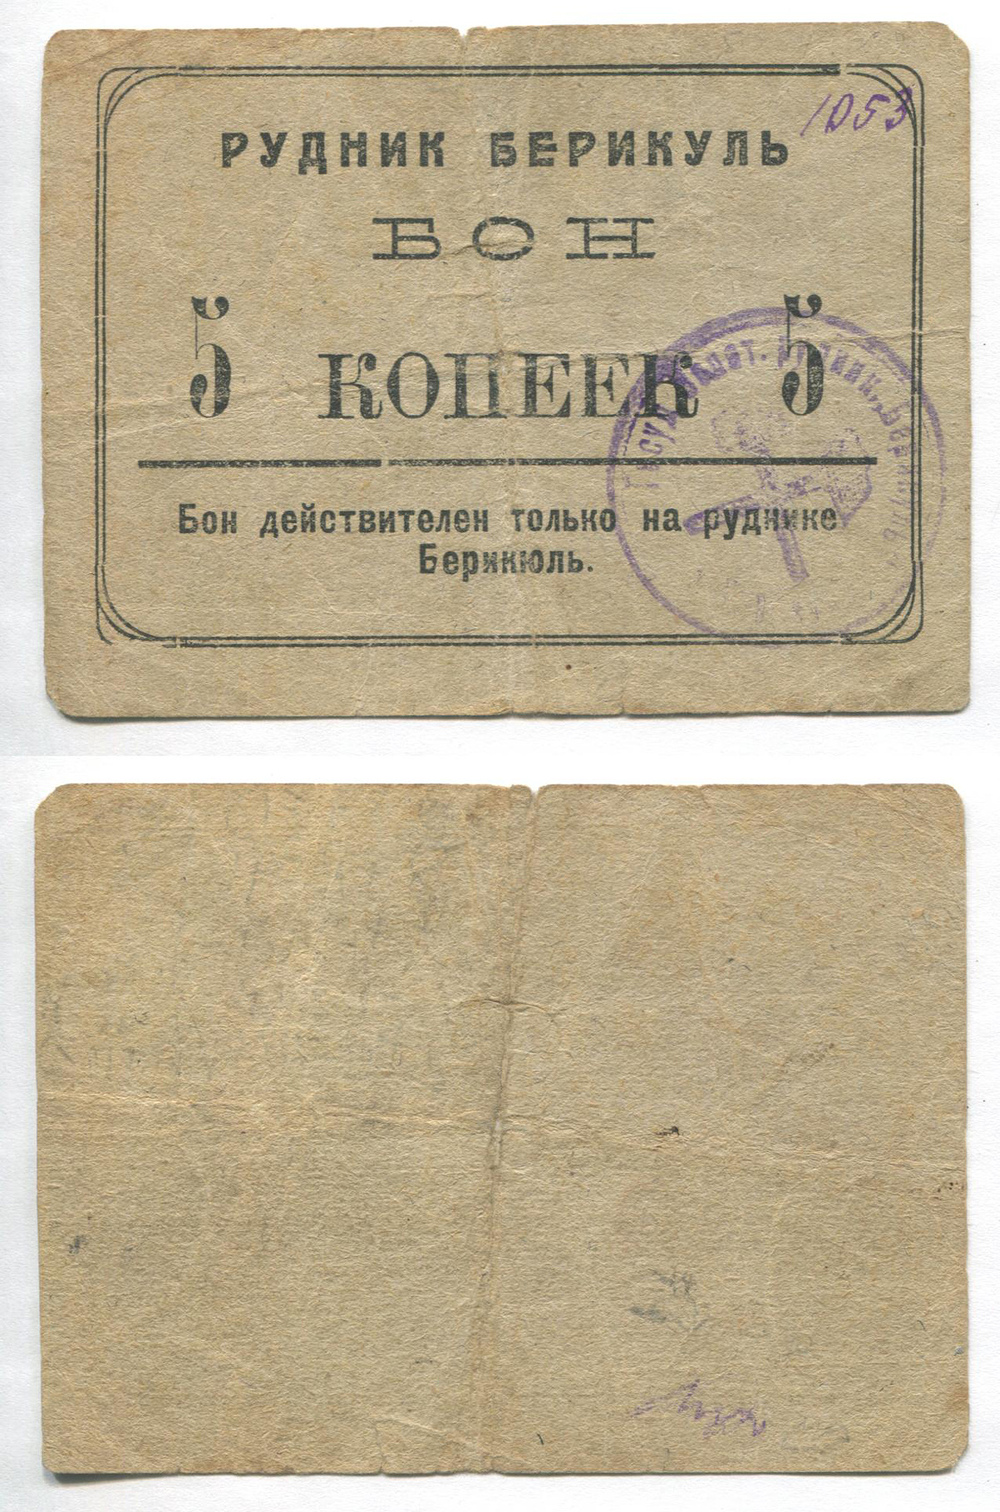 1053
РУДНИК БЕРИКУЛЬ
БОН
5 КОПЕЕК 5
Бон действителен только на руднике
Берикюль.